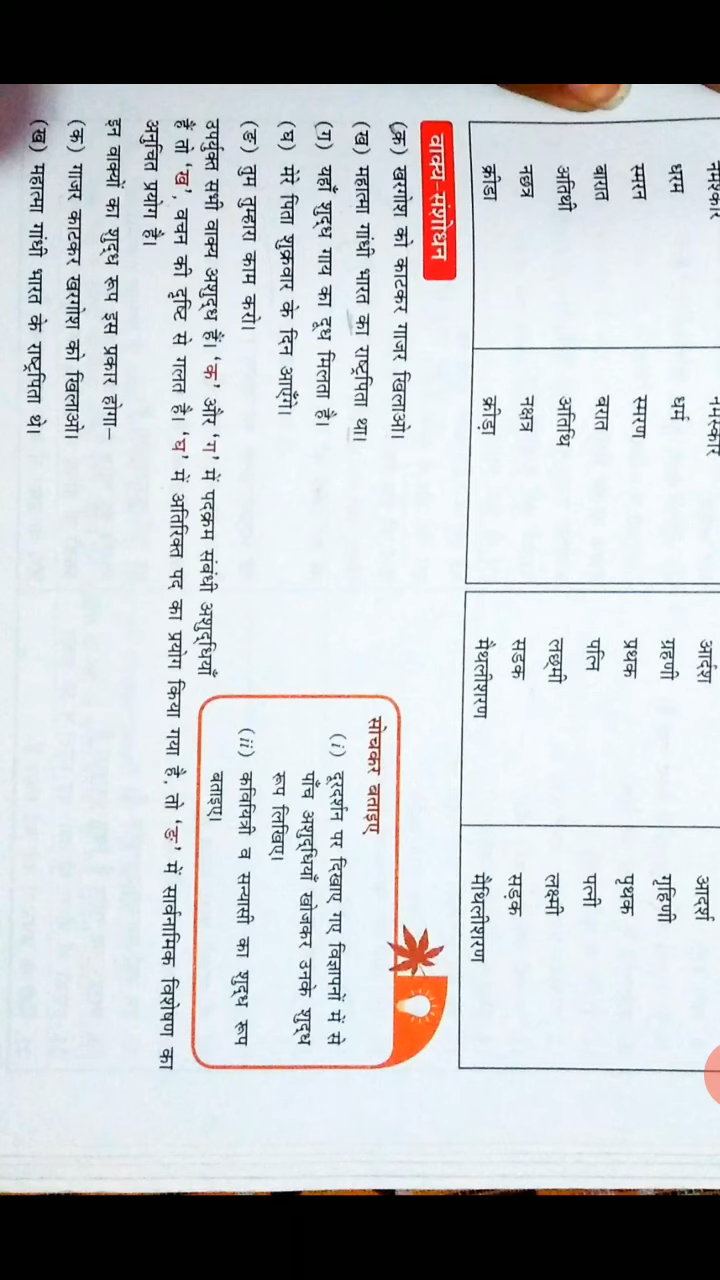 नमस्कार नमस्कार आर्दश आदर्श
धरम धर्म ग्रहणी गृहिणी
समरन स्मरण प्रथक पृथक
बारात बरात पत्नि पत्नी
अतिथी अतिथि लछ्मी लक्ष्मी
नछत्र नक्षत्र सडक सड़क
क्रीडा क्रीड़ा मैथलीशरण मैथिलीशरण
वाक्य-संशोधन
(क) खरगोश को काटकर गाजर खिलाओ।
(ख) महात्मा गांधी भारत का राष्ट्रपिता था।
(ग) यहाँ शुद्ध गाय का दूध मिलता है।
(घ) मेरे पिता शुक्रवार के दिन आएँगे।
(ङ) तुम तुम्हारा काम करो।
सोचकर बताइए
(i) दूरदर्शन पर दिखाए गए विज्ञापनों में से
पाँच अशुद्धियाँ खोजकर उनके शुद्ध
रूप लिखिए।
(ii) कवियित्री व सन्यासी का शुद्ध रूप
बताइए।
उपर्युक्त सभी वाक्य अशुद्ध हैं। ‘क’ और ‘ग’ में पदक्रम संबंधी अशुद्धियाँ
हैं तो ‘ख’, वचन की दृष्टि से गलत है। ‘घ’ में अतिरिक्त पद का प्रयोग किया गया है, तो ‘ङ’ में सार्वनामिक विशेषण का
अनुचित प्रयोग है।
इन वाक्यों का शुद्ध रूप इस प्रकार होगा–
(क) गाजर काटकर खरगोश को खिलाओ।
(ख) महात्मा गांधी भारत के राष्ट्रपिता थे।